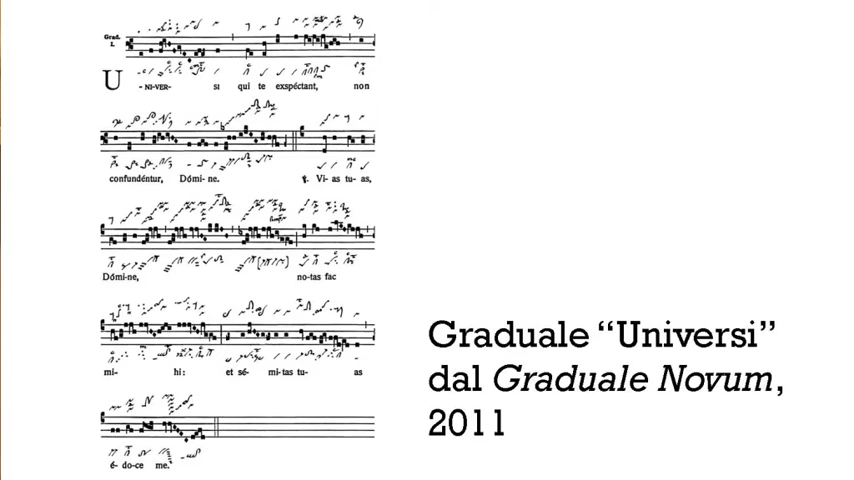 Grad.
I.
U - NI-VER- si qui te exspéctant, non
confundéntur, Dómi- ne. ℣. Vi- as tu- as,
Dómi-ne, no-tas fac
mi- hi: et sé- mi-tas tu- as
é- do-ce me.
Graduale “Universi”
dal Graduale Novum,
2011